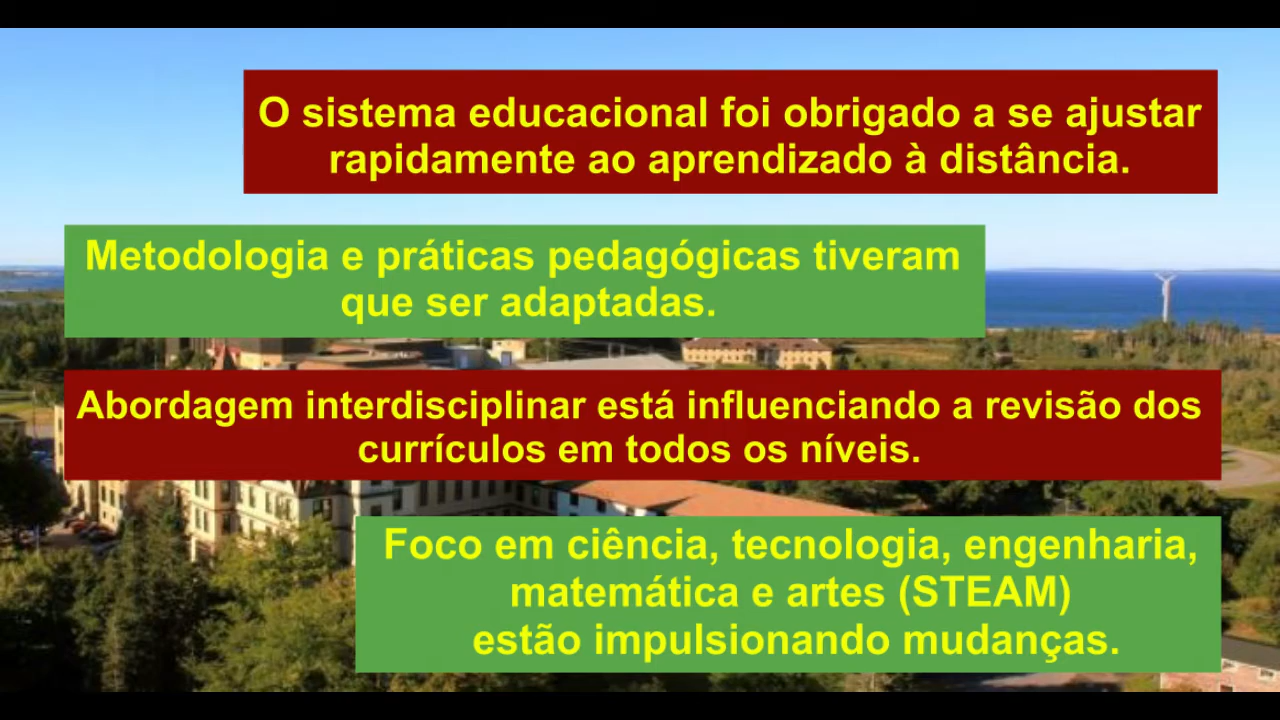 O sistema educacional foi obrigado a se ajustar
rapidamente ao aprendizado à distância.
Metodologia e práticas pedagógicas tiveram
que ser adaptadas.
Abordagem interdisciplinar está influenciando a revisão dos
currículos em todos os níveis.
Foco em ciência, tecnologia, engenharia,
matemática e artes (STEAM)
estão impulsionando mudanças.